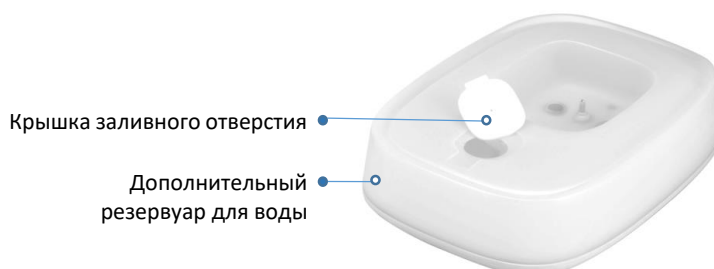 Крышка заливного отверстия
Дополнительный
резервуар для воды